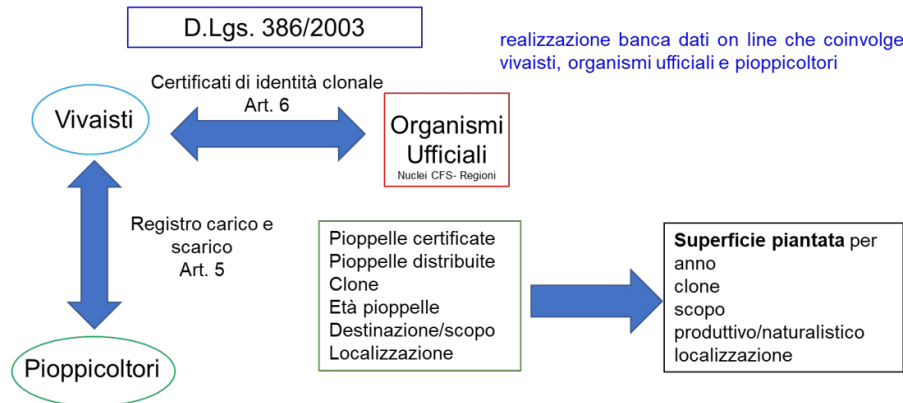 D.Lgs. 386/2003
realizzazione banca dati on line che coinvolge
vivaisti, organismi ufficiali e pioppicoltori
Certificati di identità clonale
Art. 6
Vivaisti
Organismi
Ufficiali
Nuclei CFS- Regioni
Registro carico e
scarico
Art. 5
Pioppicoltori
Pioppelle certificate
Pioppelle distribuite
Clone
Età pioppelle
Destinazione/scopo
Localizzazione
Superficie piantata per
anno
clone
scopo
produttivo/naturalistico
localizzazione